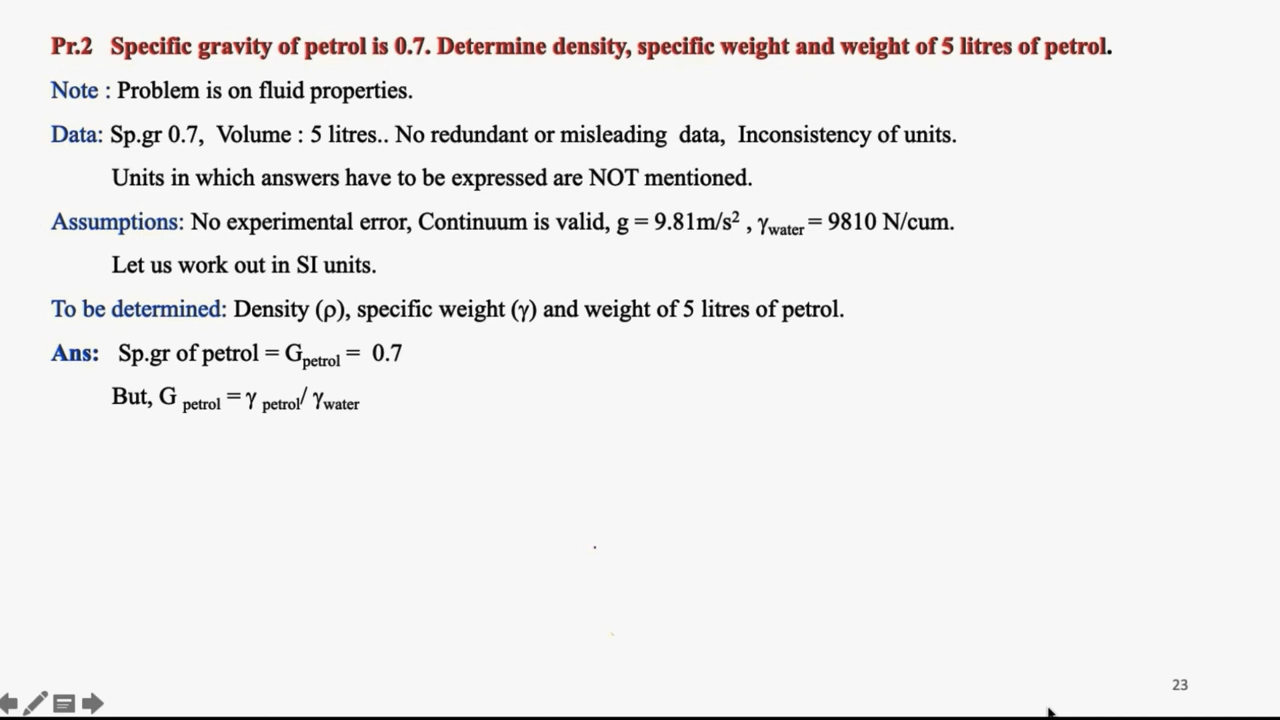 Pr.2 Specific gravity of petrol is 0.7. Determine density, specific weight and weight of 5 litres of petrol.
Note : Problem is on fluid properties.
Data: Sp.gr 0.7, Volume : 5 litres.. No redundant or misleading data, Inconsistency of units.
Units in which answers have to be expressed are NOT mentioned.
Assumptions: No experimental error, Continuum is valid, g = 9.81m/s² , γwater = 9810 N/cum.
Let us work out in SI units.
To be determined: Density (ρ), specific weight (γ) and weight of 5 litres of petrol.
Ans: Sp.gr of petrol = Gpetrol = 0.7
But, G petrol = γ petrol/ γwater
23